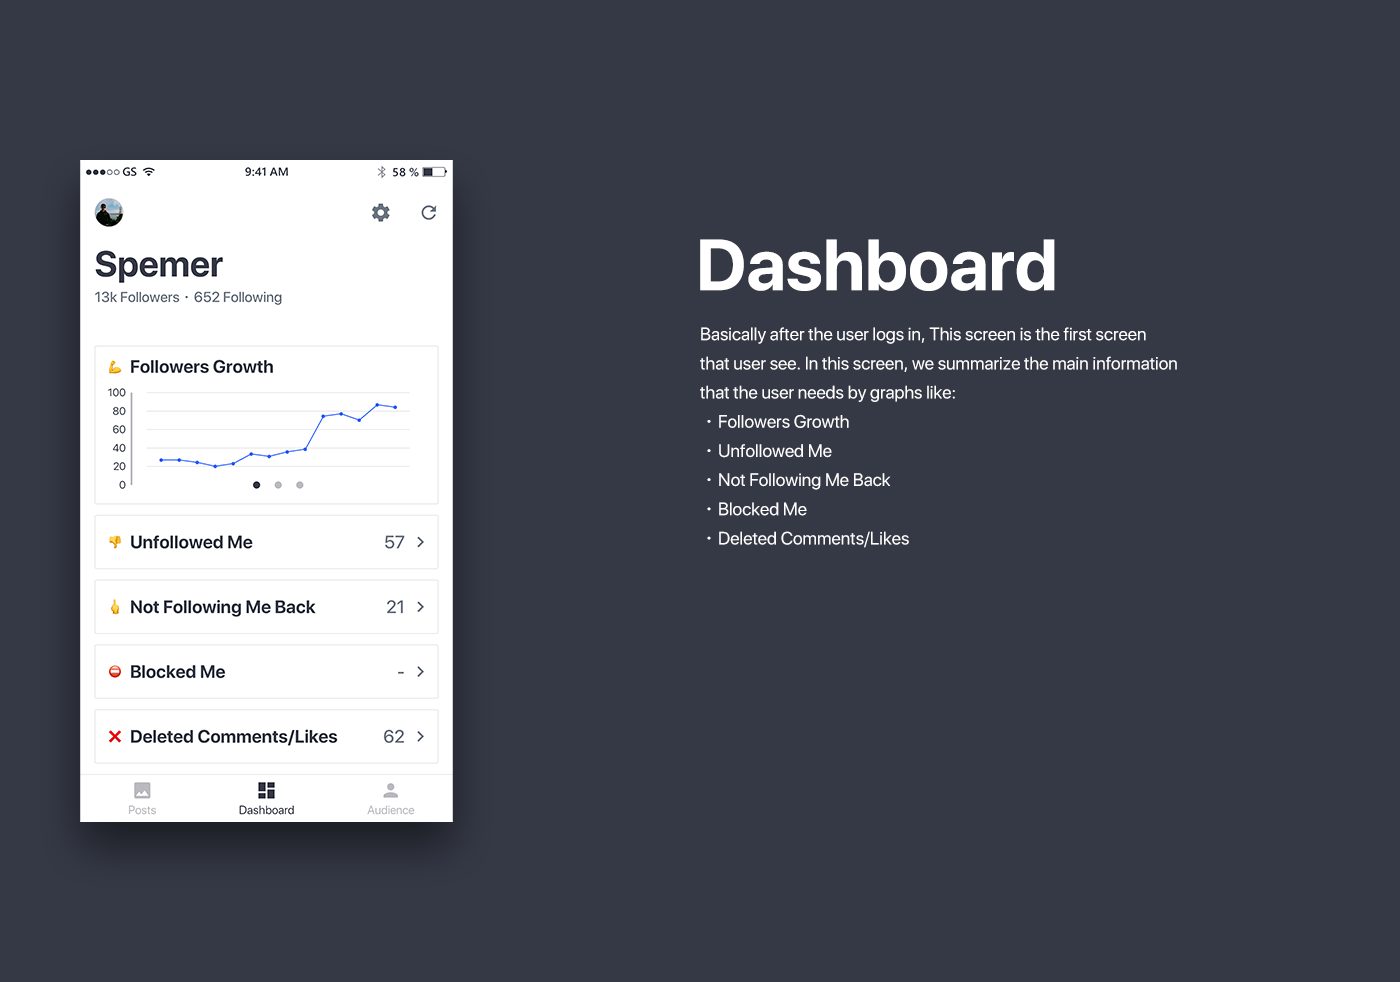 GS 9:41 AM 58 %
Spemer
13k Followers · 652 Following
💪 Followers Growth
100
80
60
40
20
0
👎 Unfollowed Me 57
🖕 Not Following Me Back 21
⛔ Blocked Me -
❌ Deleted Comments/Likes 62
Posts Dashboard Audience
Dashboard
Basically after the user logs in, This screen is the first screen
that user see. In this screen, we summarize the main information
that the user needs by graphs like:
· Followers Growth
· Unfollowed Me
· Not Following Me Back
· Blocked Me
· Deleted Comments/Likes